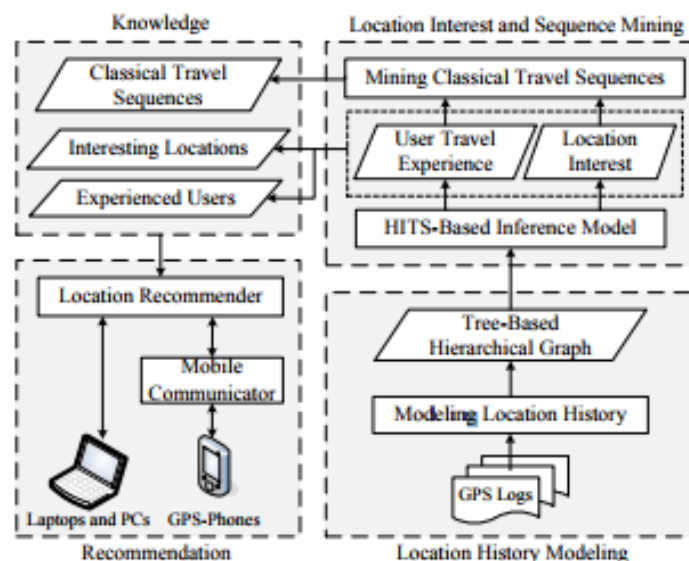 Knowledge
Classical Travel
Sequences
Interesting Locations
Experienced Users
Location Interest and Sequence Mining
Mining Classical Travel Sequences
User Travel
Experience
Location
Interest
HITS-Based Inference Model
Location Recommender
Mobile
Communicator
Laptops and PCs
GPS-Phones
Recommendation
Tree-Based
Hierarchical Graph
Modeling Location History
GPS Logs
Location History Modeling